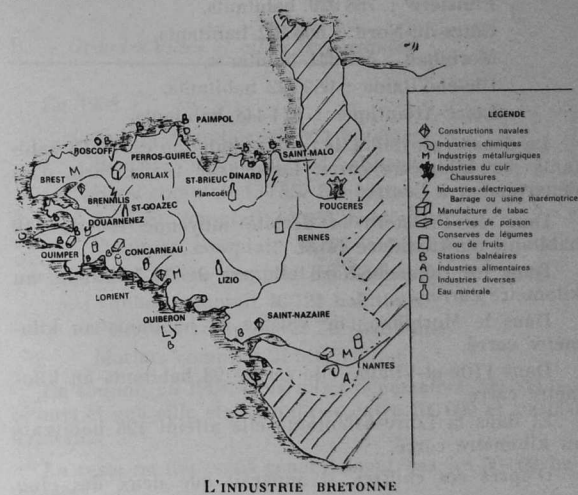 PAIMPOL
ROSCOFF
PERROS-GUIREC
SAINT-MALO
MORLAIX
ST-BRIEUC
DINARD
BREST
M
Plancoët
BRENNILIS
ST-GOAZEC
FOUGERES
DOUARNENEZ
RENNES
QUIMPER
CONCARNEAU
LIZIO
M
LORIENT
QUIBERON
SAINT-NAZAIRE
B
M
A
NANTES
LEGENDE
Constructions navales
Industries chimiques
M Industries métallurgiques
Industries du cuir
Chaussures
Industries électriques
Barrage ou usine marémotrice
Manufacture de tabac
Conserves de poisson
Conserves de légumes
ou de fruits
B Stations balnéaires
A Industries alimentaires
Industries diverses
Eau minérale
L'INDUSTRIE BRETONNE